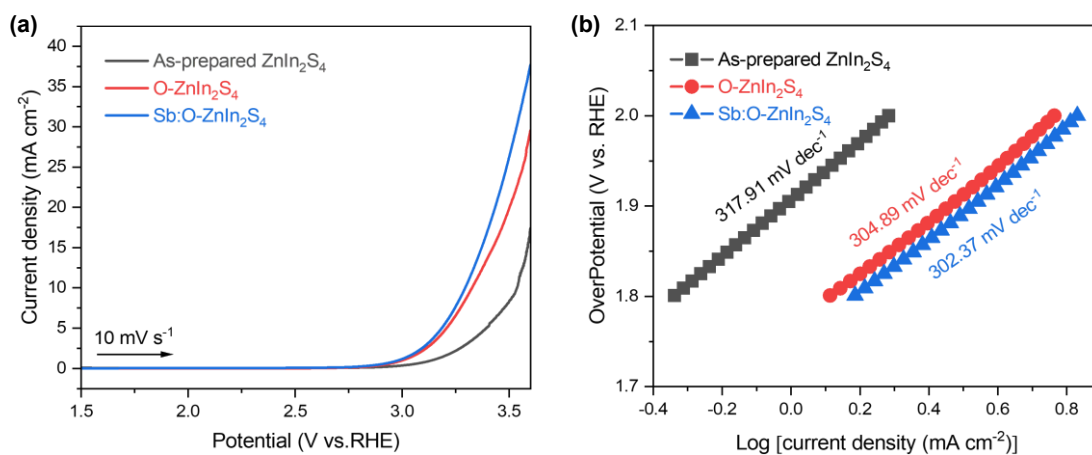 (a)
As-prepared ZnIn₂S₄
O-ZnIn₂S₄
Sb:O-ZnIn₂S₄
10 mV s⁻¹
Current density (mA cm⁻²)
40
35
30
25
20
15
10
5
0
1.5 2.0 2.5 3.0 3.5
Potential (V vs.RHE)
(b)
As-prepared ZnIn₂S₄
O-ZnIn₂S₄
Sb:O-ZnIn₂S₄
317.91 mV dec⁻¹
304.89 mV dec⁻¹
302.37 mV dec⁻¹
OverPotential (V vs. RHE)
2.1
2.0
1.9
1.8
1.7
-0.4 -0.2 0.0 0.2 0.4 0.6 0.8
Log [current density (mA cm⁻²)]